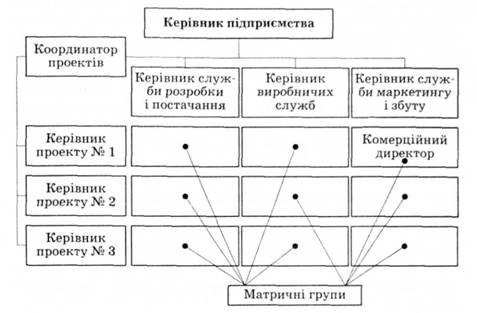 Керівник підприємства
Координатор
проектів
Керівник служ-
би розробки
і постачання
Керівник
виробничих
служб
Керівник служ-
би маркетингу
і збуту
Керівник
проекту № 1
Комерційний
директор
Керівник
проекту № 2
Керівник
проекту № 3
Матричні групи